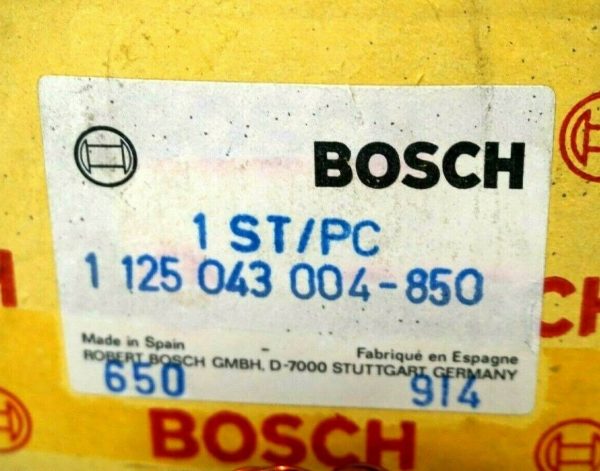 BOSCH
1 ST/PC
1 125 043 004-850
Made in Spain Fabriqué en Espagne
ROBERT BOSCH GMBH, D-7000 STUTTGART GERMANY
650 914
H
CH
BOSCH